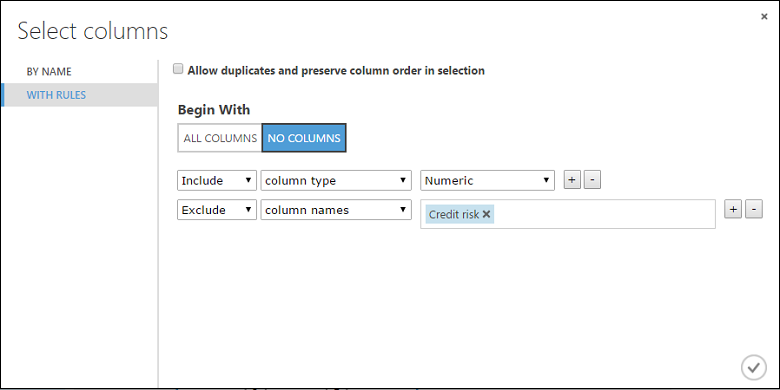 Select columns
BY NAME
WITH RULES
Allow duplicates and preserve column order in selection
Begin With
ALL COLUMNS NO COLUMNS
Include column type Numeric + -
Exclude column names Credit risk + -